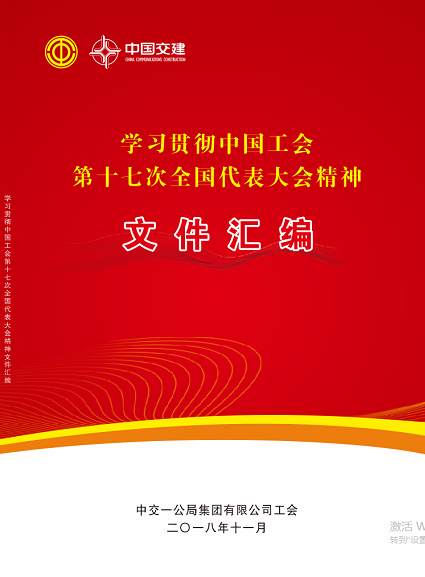 中国交建
CHINA COMMUNICATIONS CONSTRUCTION
学习贯彻中国工会
第十七次全国代表大会精神
文件汇编
学习贯彻中国工会第十七次全国代表大会精神文件汇编
中交一公局集团有限公司工会
二〇一八年十一月
激活 W
转到"设置